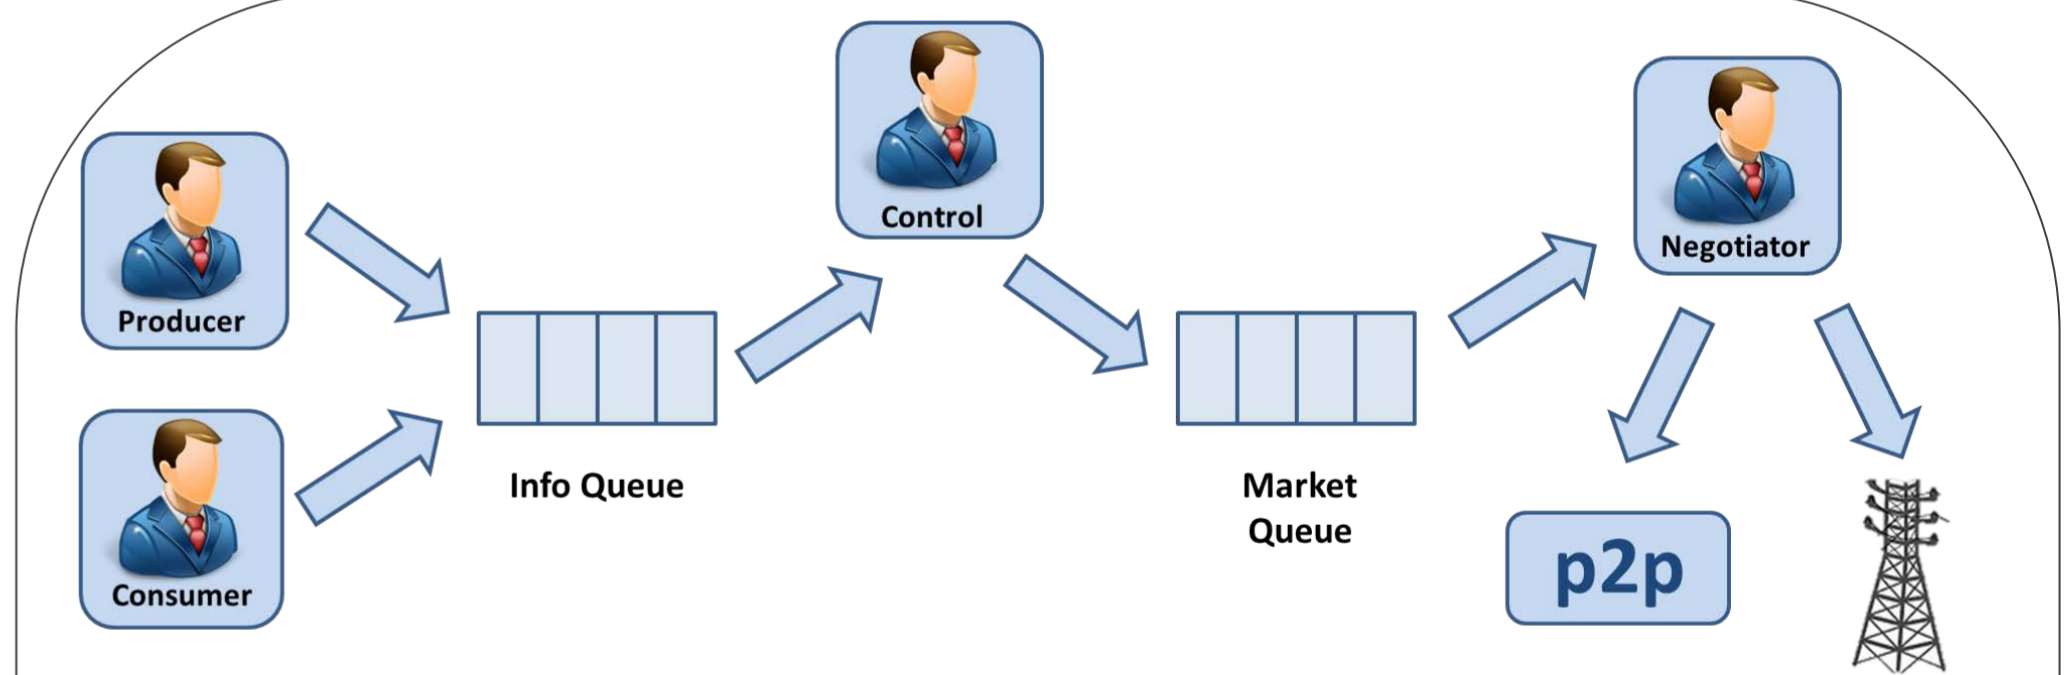 Producer
Consumer
Info Queue
Control
Market
Queue
Negotiator
p2p